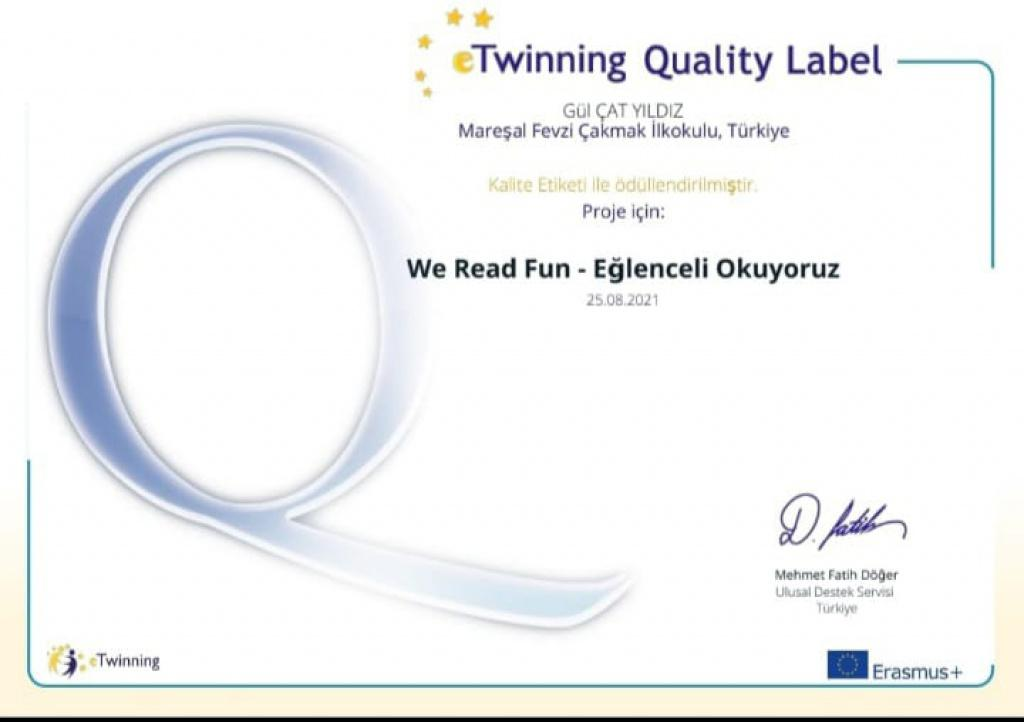 eTwinning Quality Label
Gül ÇAT YILDIZ
Mareşal Fevzi Çakmak İlkokulu, Türkiye
Kalite Etiketi ile ödüllendirilmiştir.
Proje için:
We Read Fun - Eğlenceli Okuyoruz
25.08.2021
D. Fatih
Mehmet Fatih Döğer
Ulusal Destek Servisi
Türkiye
eTwinning
Erasmus+